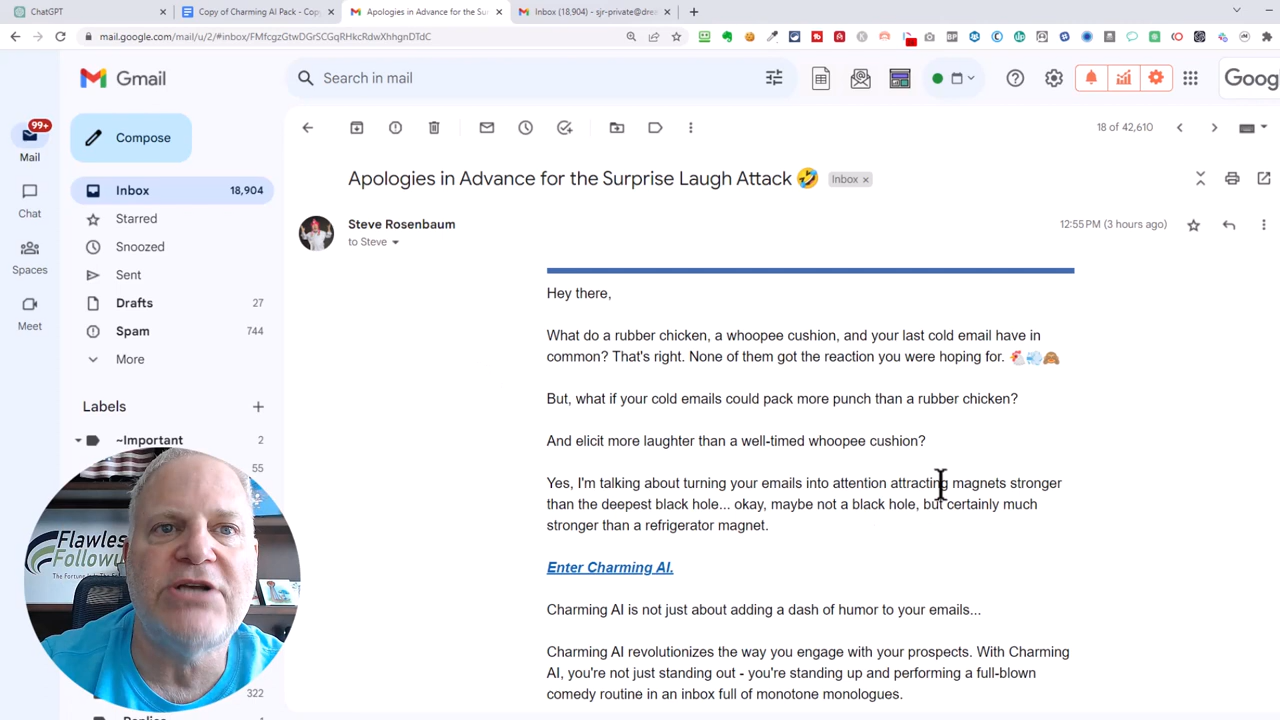 ChatGPT
Copy of Charming AI Pack - Cop
Apologies in Advance for the Su
Inbox (18,904) - sjr-private@dre
mail.google.com/mail/u/2/#inbox/FMfcgzGtwDGrSCGqRHkcRdwXhhgnDTdC
Gmail
Search in mail
Goog
99+
Mail
Compose
18 of 42,610
Inbox 18,904
Apologies in Advance for the Surprise Laugh Attack 🤣 Inbox x
Chat
Starred
Steve Rosenbaum 12:55 PM (3 hours ago)
to Steve
Snoozed
Spaces
Sent
Hey there,
Meet
Drafts 27
Spam 744
What do a rubber chicken, a whoopee cushion, and your last cold email have in
common? That's right. None of them got the reaction you were hoping for. 🐔💨🙈
More
Labels
But, what if your cold emails could pack more punch than a rubber chicken?
~Important 2
And elicit more laughter than a well-timed whoopee cushion?
55
Yes, I'm talking about turning your emails into attention attracting magnets stronger
than the deepest black hole... okay, maybe not a black hole, but certainly much
stronger than a refrigerator magnet.
Flawles
Followu
Enter Charming AI.
Charming AI is not just about adding a dash of humor to your emails...
Charming AI revolutionizes the way you engage with your prospects. With Charming
AI, you're not just standing out - you're standing up and performing a full-blown
comedy routine in an inbox full of monotone monologues.
322